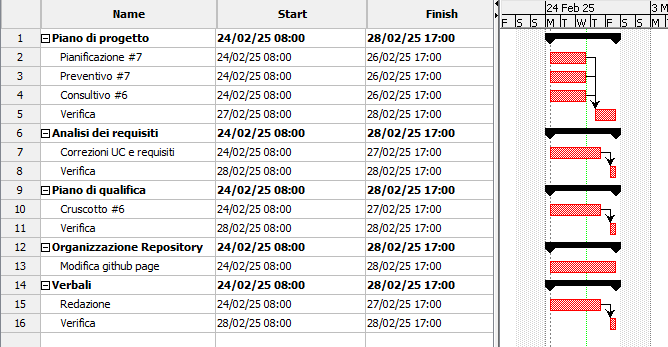 Name Start Finish 24 Feb 25 3 M
F S S M T W T F S S M T
1 Piano di progetto 24/02/25 08:00 28/02/25 17:00
2 Pianificazione #7 24/02/25 08:00 26/02/25 17:00
3 Preventivo #7 24/02/25 08:00 26/02/25 17:00
4 Consultivo #6 24/02/25 08:00 26/02/25 17:00
5 Verifica 27/02/25 08:00 28/02/25 17:00
6 Analisi dei requisiti 24/02/25 08:00 28/02/25 17:00
7 Correzioni UC e requisiti 24/02/25 08:00 27/02/25 17:00
8 Verifica 28/02/25 08:00 28/02/25 17:00
9 Piano di qualifica 24/02/25 08:00 28/02/25 17:00
10 Cruscotto #6 24/02/25 08:00 27/02/25 17:00
11 Verifica 28/02/25 08:00 28/02/25 17:00
12 Organizzazione Repository 24/02/25 08:00 28/02/25 17:00
13 Modifica github page 24/02/25 08:00 28/02/25 17:00
14 Verbali 24/02/25 08:00 28/02/25 17:00
15 Redazione 24/02/25 08:00 27/02/25 17:00
16 Verifica 28/02/25 08:00 28/02/25 17:00